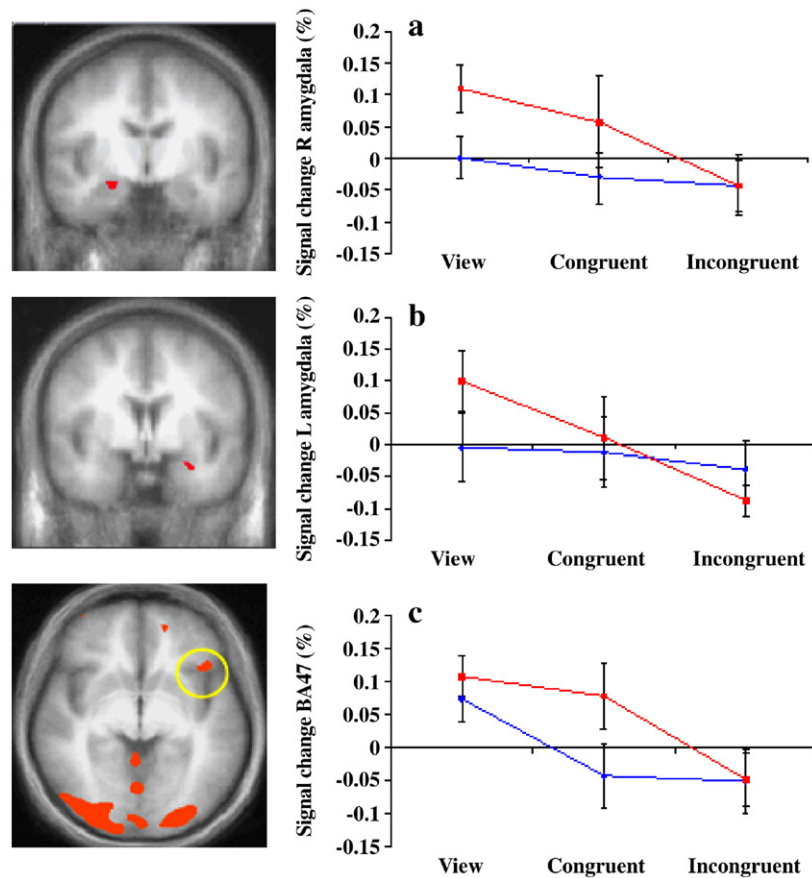 a
Signal change R amygdala (%)
0.2
0.15
0.1
0.05
0
-0.05
-0.1
-0.15
View Congruent Incongruent
b
Signal change L amygdala (%)
0.2
0.15
0.1
0.05
0
-0.05
-0.1
-0.15
View Congruent Incongruent
c
Signal change BA47 (%)
0.2
0.15
0.1
0.05
0
-0.05
-0.1
-0.15
View Congruent Incongruent